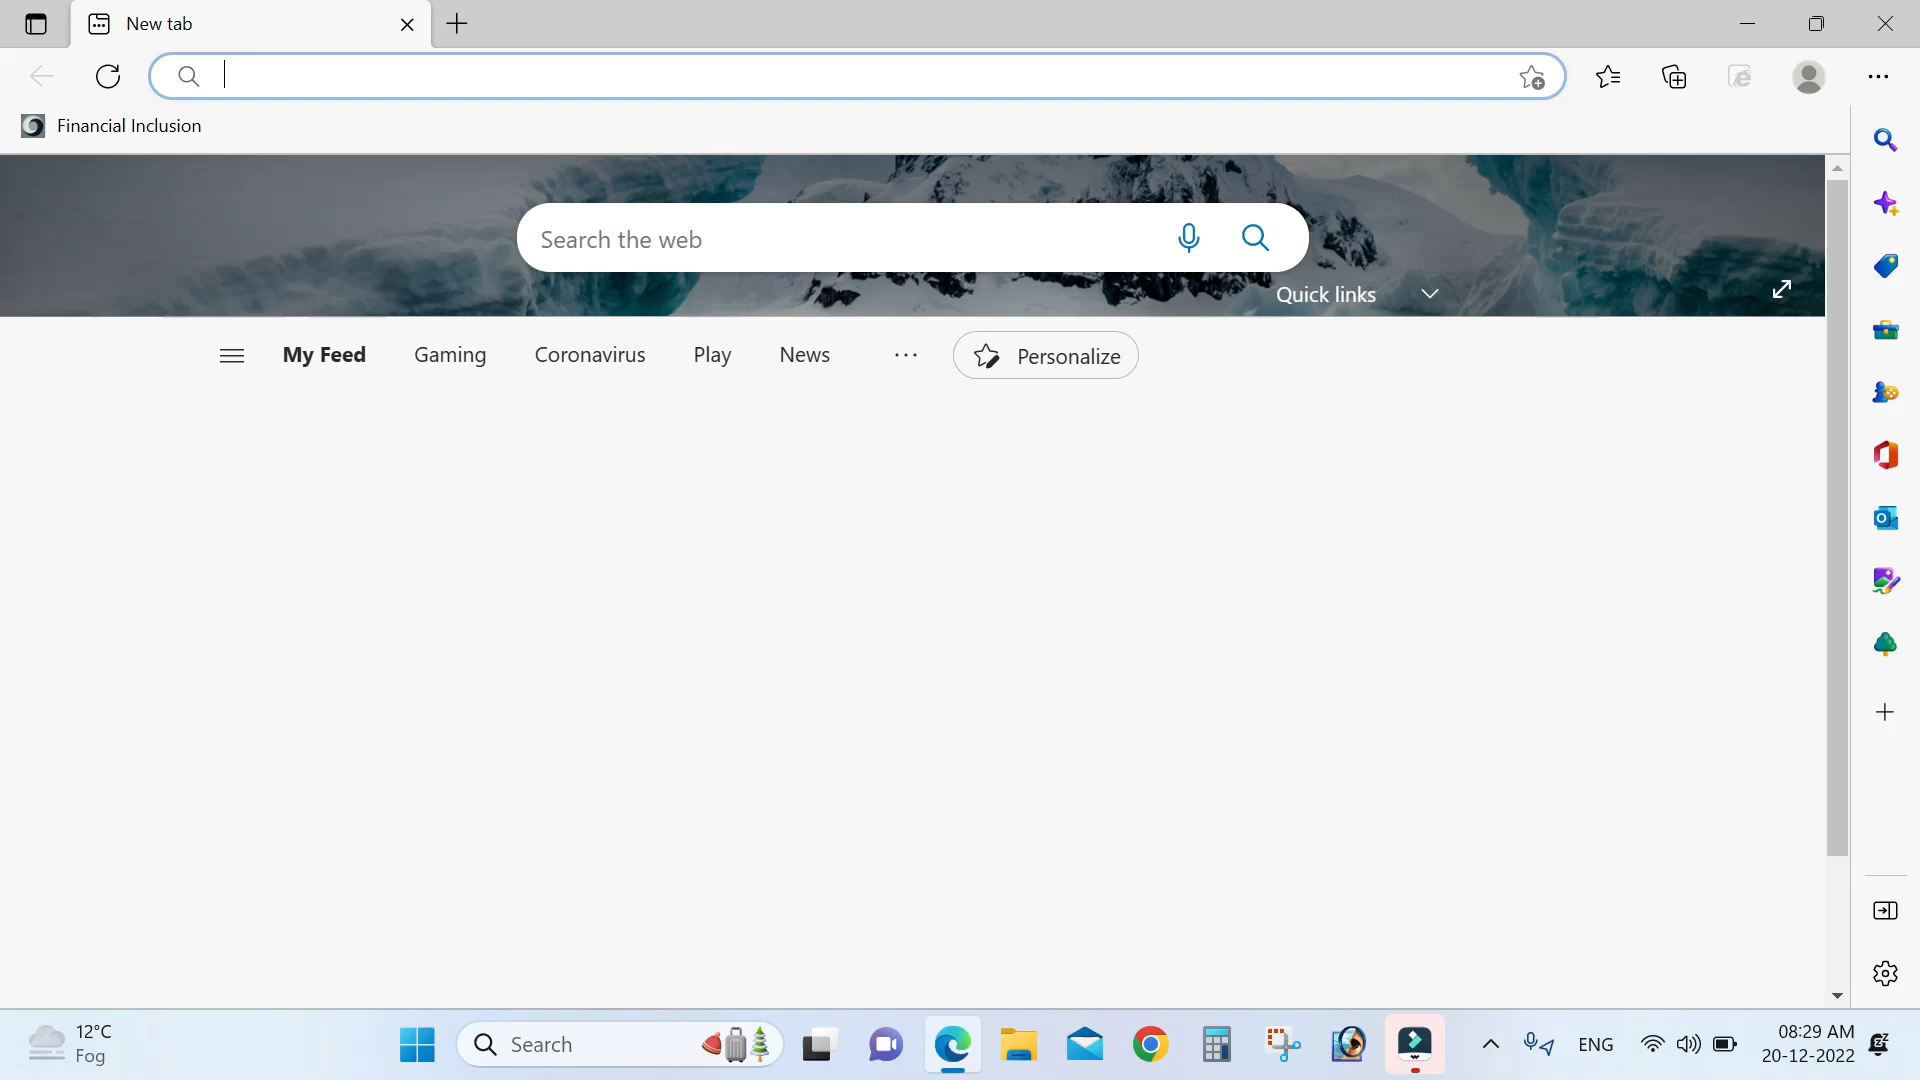 New tab
Financial Inclusion
Search the web
Quick links
My Feed Gaming Coronavirus Play News Personalize
12°C
Fog
Search
ENG
08:29 AM
20-12-2022